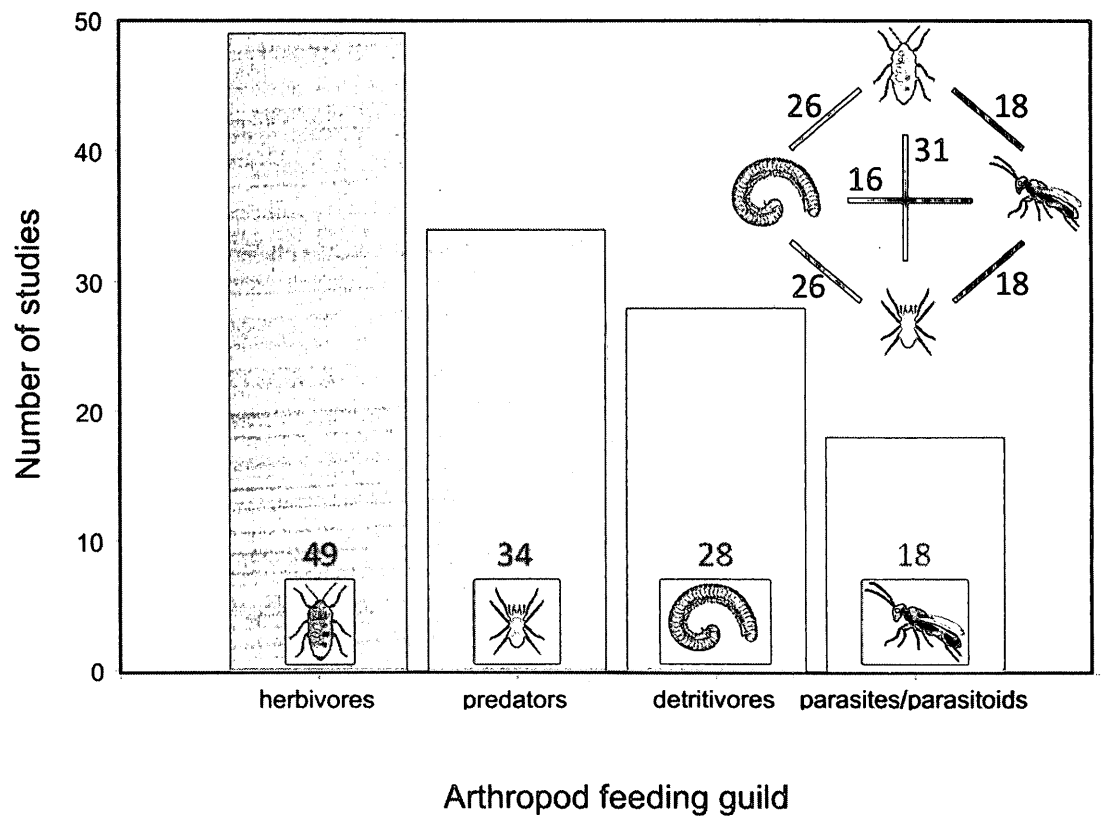 50
40
30
20
10
0
Number of studies
26
18
31
16
26
18
49
34
28
18
herbivores
predators
detritivores
parasites/parasitoids
Arthropod feeding guild